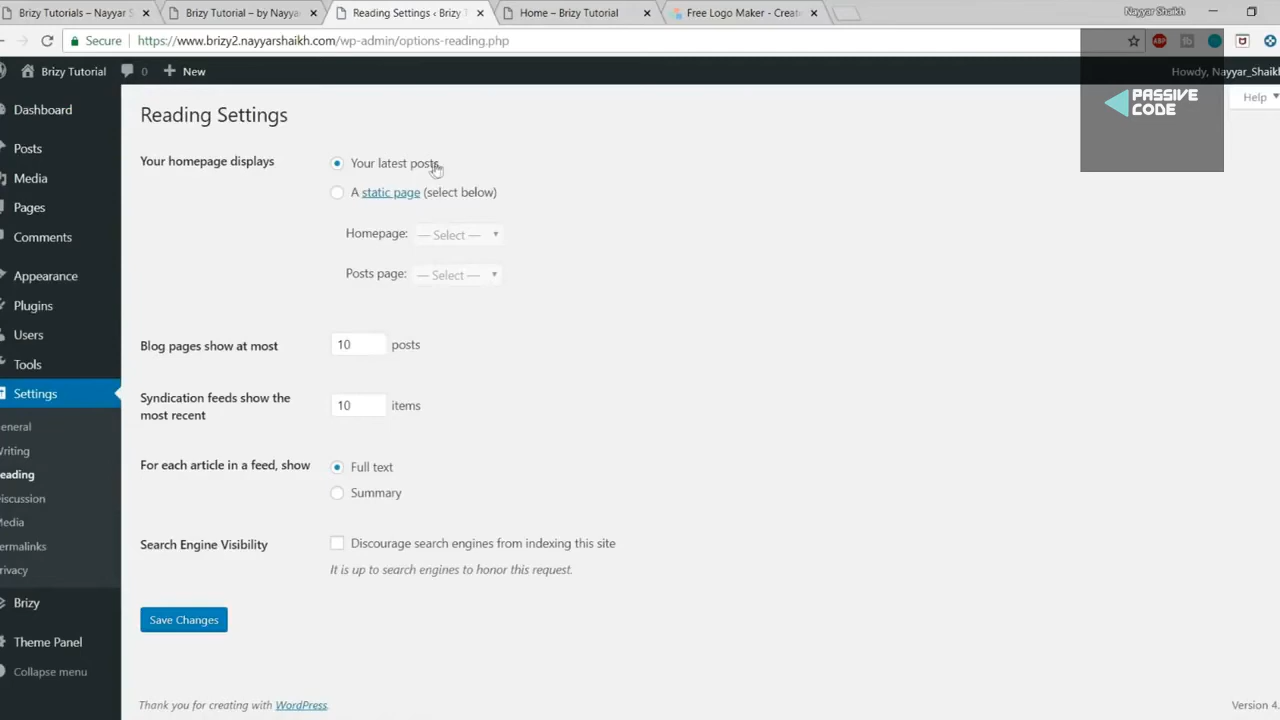 Brizy Tutorials – Nayyar S
Brizy Tutorial – by Nayya
Reading Settings ‹ Brizy T
Home – Brizy Tutorial
Free Logo Maker - Create
Nayyar Shaikh
Secure
https://www.brizy2.nayyarshaikh.com/wp-admin/options-reading.php
ABP
Brizy Tutorial
0
New
Howdy, Nayyar_Shaikh
PASSIVE
CODE
Help
Dashboard
Posts
Media
Pages
Comments
Appearance
Plugins
Users
Tools
Settings
eneral
Vriting
eading
iscussion
Media
ermalinks
rivacy
Brizy
Theme Panel
Collapse menu
Reading Settings
Your homepage displays
Your latest posts
A static page (select below)
Homepage: — Select —
Posts page: — Select —
Blog pages show at most
10 posts
Syndication feeds show the
most recent
10 items
For each article in a feed, show
Full text
Summary
Search Engine Visibility
Discourage search engines from indexing this site
It is up to search engines to honor this request.
Save Changes
Thank you for creating with WordPress.
Version 4.